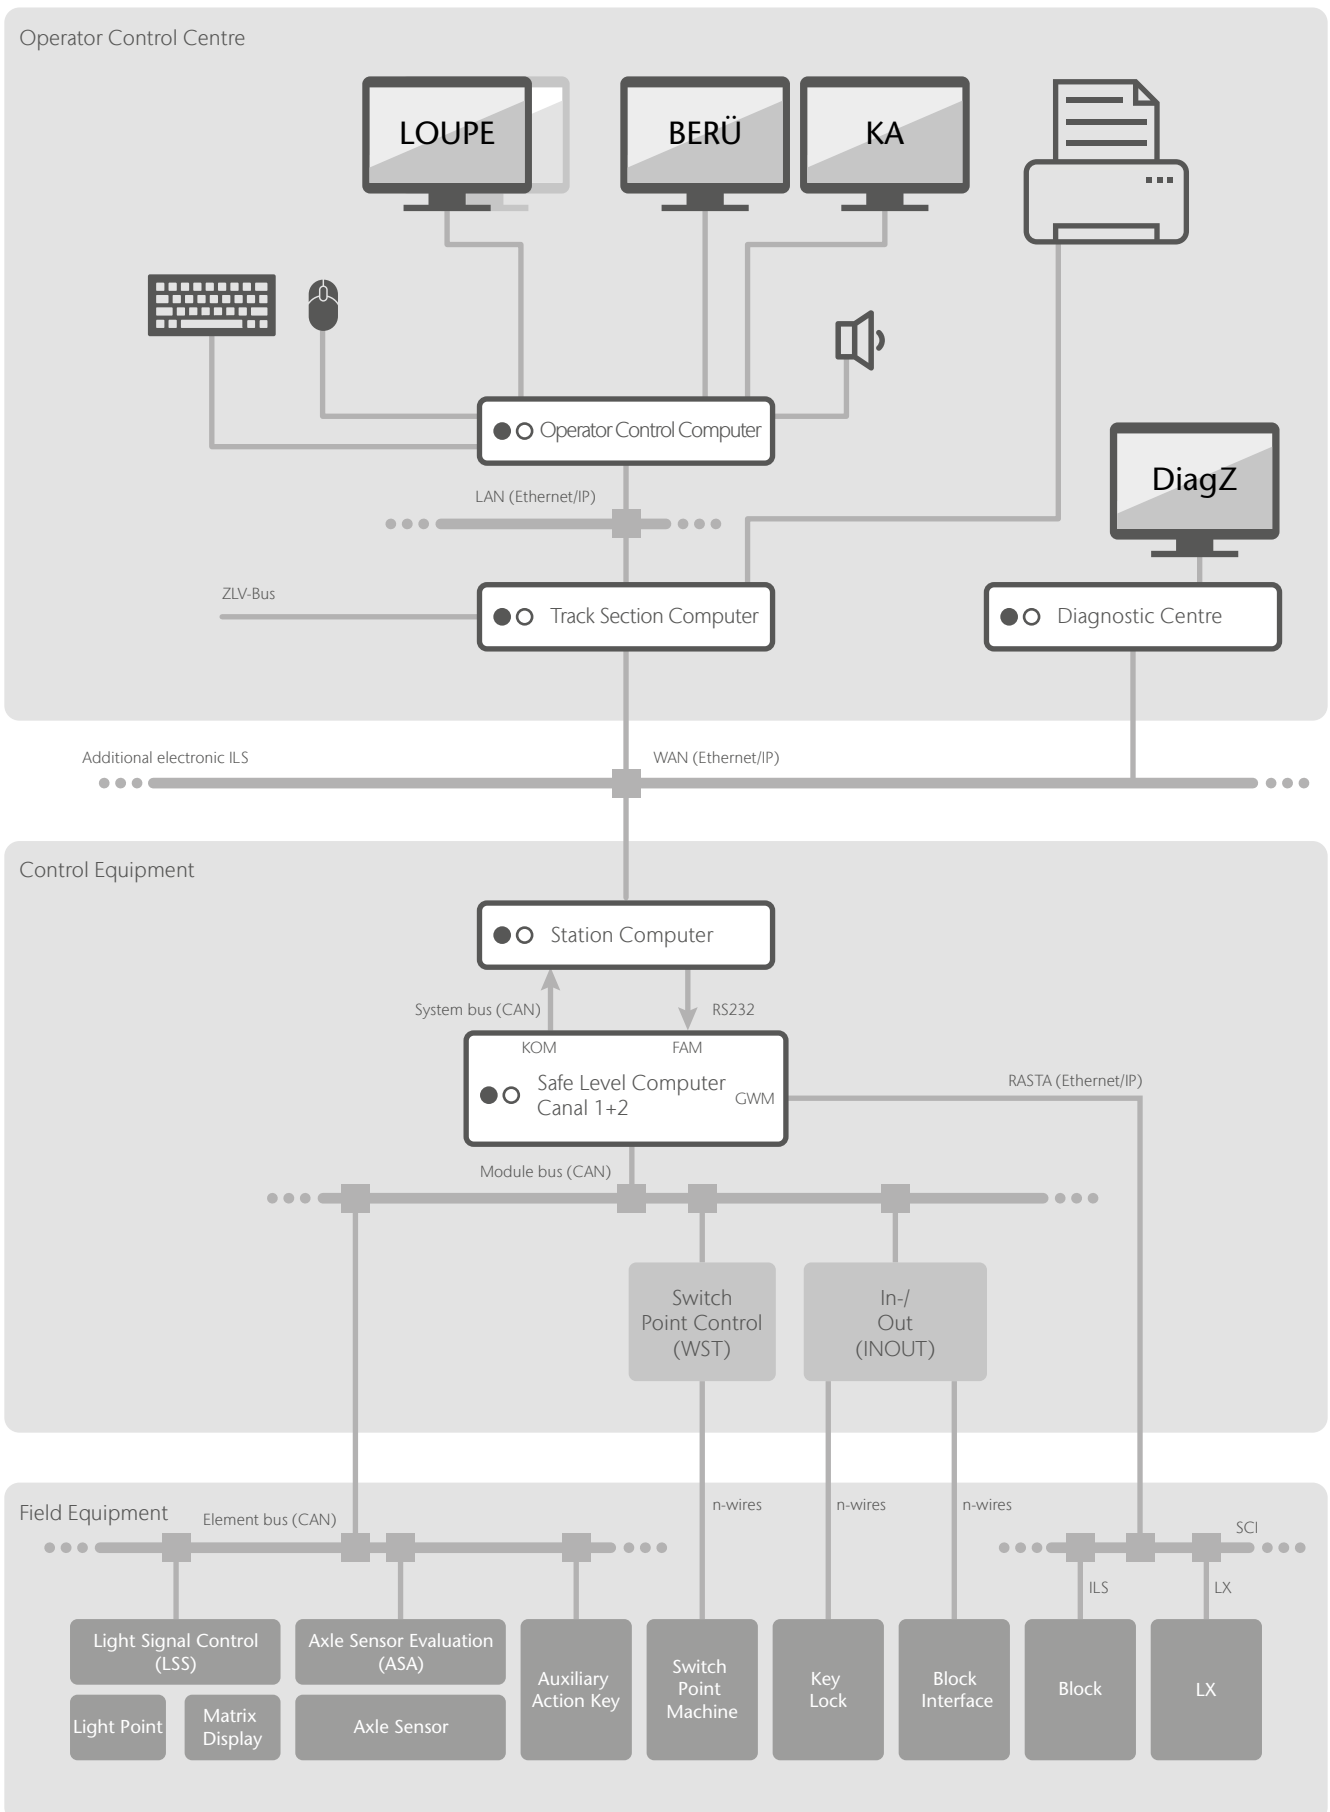 Operator Control Centre
LOUPE
BERÜ
KA
Operator Control Computer
DiagZ
LAN (Ethernet/IP)
ZLV-Bus
Track Section Computer
Diagnostic Centre
Additional electronic ILS
WAN (Ethernet/IP)
Control Equipment
Station Computer
System bus (CAN)
RS232
KOM
FAM
Safe Level Computer
Canal 1+2
GWM
RASTA (Ethernet/IP)
Module bus (CAN)
Switch
Point Control
(WST)
In-/
Out
(INOUT)
Field Equipment
Element bus (CAN)
n-wires
n-wires
n-wires
SCI
ILS
LX
Light Signal Control
(LSS)
Axle Sensor Evaluation
(ASA)
Light Point
Matrix
Display
Axle Sensor
Auxiliary
Action Key
Switch
Point
Machine
Key
Lock
Block
Interface
Block
LX